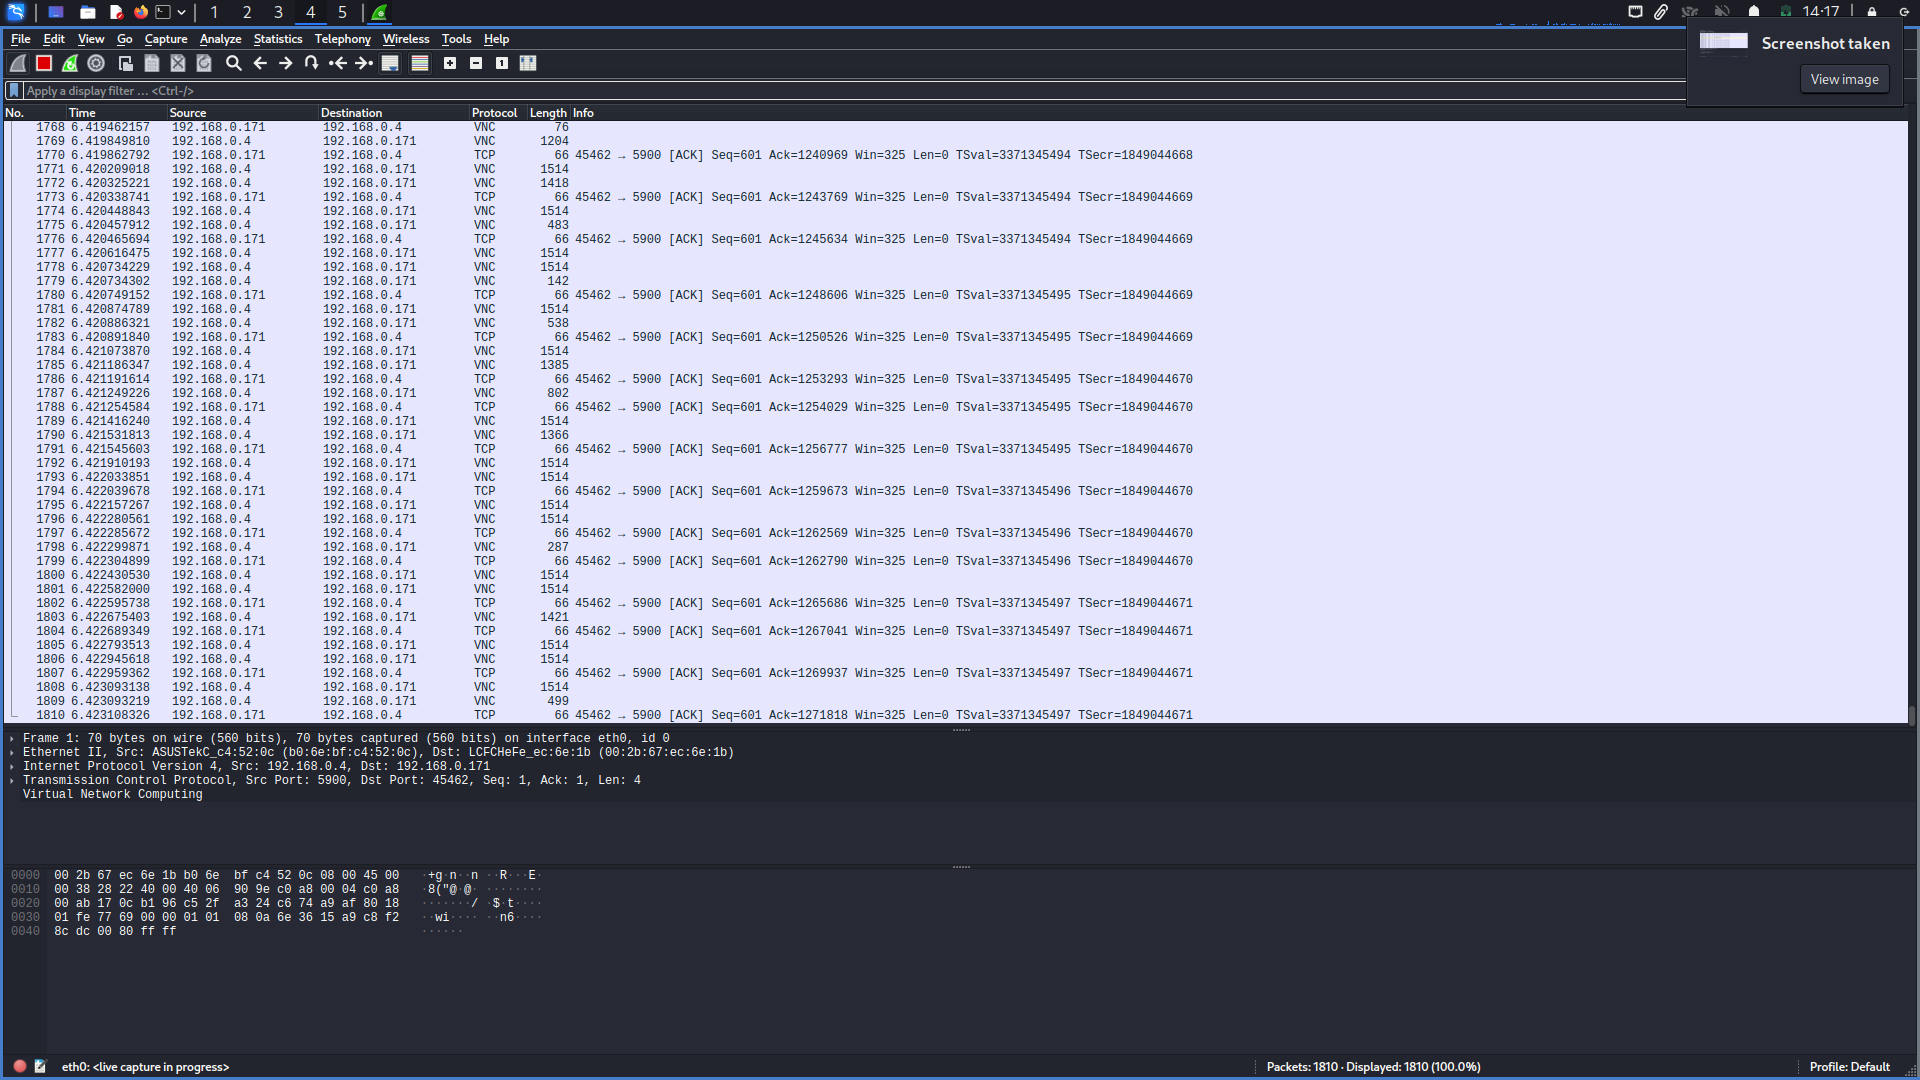 1 2 3 4 5 14:17
File Edit View Go Capture Analyze Statistics Telephony Wireless Tools Help
Screenshot taken
View image
Apply a display filter ... <Ctrl-/>
No. Time Source Destination Protocol Length Info
1768 6.419462157 192.168.0.171 192.168.0.4 VNC 76
1769 6.419849810 192.168.0.4 192.168.0.171 VNC 1204
1770 6.419862792 192.168.0.171 192.168.0.4 TCP 66 45462 → 5900 [ACK] Seq=601 Ack=1240969 Win=325 Len=0 TSval=3371345494 TSecr=1849044668
1771 6.420209018 192.168.0.4 192.168.0.171 VNC 1514
1772 6.420325221 192.168.0.4 192.168.0.171 VNC 1418
1773 6.420338741 192.168.0.171 192.168.0.4 TCP 66 45462 → 5900 [ACK] Seq=601 Ack=1243769 Win=325 Len=0 TSval=3371345494 TSecr=1849044669
1774 6.420448843 192.168.0.4 192.168.0.171 VNC 1514
1775 6.420457912 192.168.0.4 192.168.0.171 VNC 483
1776 6.420465694 192.168.0.171 192.168.0.4 TCP 66 45462 → 5900 [ACK] Seq=601 Ack=1245634 Win=325 Len=0 TSval=3371345494 TSecr=1849044669
1777 6.420616475 192.168.0.4 192.168.0.171 VNC 1514
1778 6.420734229 192.168.0.4 192.168.0.171 VNC 1514
1779 6.420734302 192.168.0.4 192.168.0.171 VNC 142
1780 6.420749152 192.168.0.171 192.168.0.4 TCP 66 45462 → 5900 [ACK] Seq=601 Ack=1248606 Win=325 Len=0 TSval=3371345495 TSecr=1849044669
1781 6.420874789 192.168.0.4 192.168.0.171 VNC 1514
1782 6.420886321 192.168.0.4 192.168.0.171 VNC 538
1783 6.420891840 192.168.0.171 192.168.0.4 TCP 66 45462 → 5900 [ACK] Seq=601 Ack=1250526 Win=325 Len=0 TSval=3371345495 TSecr=1849044669
1784 6.421073870 192.168.0.4 192.168.0.171 VNC 1514
1785 6.421186347 192.168.0.4 192.168.0.171 VNC 1385
1786 6.421191614 192.168.0.171 192.168.0.4 TCP 66 45462 → 5900 [ACK] Seq=601 Ack=1253293 Win=325 Len=0 TSval=3371345495 TSecr=1849044670
1787 6.421249226 192.168.0.4 192.168.0.171 VNC 802
1788 6.421254584 192.168.0.171 192.168.0.4 TCP 66 45462 → 5900 [ACK] Seq=601 Ack=1254029 Win=325 Len=0 TSval=3371345495 TSecr=1849044670
1789 6.421416240 192.168.0.4 192.168.0.171 VNC 1514
1790 6.421531813 192.168.0.4 192.168.0.171 VNC 1366
1791 6.421545603 192.168.0.171 192.168.0.4 TCP 66 45462 → 5900 [ACK] Seq=601 Ack=1256777 Win=325 Len=0 TSval=3371345495 TSecr=1849044670
1792 6.421910193 192.168.0.4 192.168.0.171 VNC 1514
1793 6.422033851 192.168.0.4 192.168.0.171 VNC 1514
1794 6.422039678 192.168.0.171 192.168.0.4 TCP 66 45462 → 5900 [ACK] Seq=601 Ack=1259673 Win=325 Len=0 TSval=3371345496 TSecr=1849044670
1795 6.422157267 192.168.0.4 192.168.0.171 VNC 1514
1796 6.422280561 192.168.0.4 192.168.0.171 VNC 1514
1797 6.422285672 192.168.0.171 192.168.0.4 TCP 66 45462 → 5900 [ACK] Seq=601 Ack=1262569 Win=325 Len=0 TSval=3371345496 TSecr=1849044670
1798 6.422299871 192.168.0.4 192.168.0.171 VNC 287
1799 6.422304899 192.168.0.171 192.168.0.4 TCP 66 45462 → 5900 [ACK] Seq=601 Ack=1262790 Win=325 Len=0 TSval=3371345496 TSecr=1849044670
1800 6.422430530 192.168.0.4 192.168.0.171 VNC 1514
1801 6.422582000 192.168.0.4 192.168.0.171 VNC 1514
1802 6.422595738 192.168.0.171 192.168.0.4 TCP 66 45462 → 5900 [ACK] Seq=601 Ack=1265686 Win=325 Len=0 TSval=3371345497 TSecr=1849044671
1803 6.422675403 192.168.0.4 192.168.0.171 VNC 1421
1804 6.422689349 192.168.0.171 192.168.0.4 TCP 66 45462 → 5900 [ACK] Seq=601 Ack=1267041 Win=325 Len=0 TSval=3371345497 TSecr=1849044671
1805 6.422793513 192.168.0.4 192.168.0.171 VNC 1514
1806 6.422945618 192.168.0.4 192.168.0.171 VNC 1514
1807 6.422959362 192.168.0.171 192.168.0.4 TCP 66 45462 → 5900 [ACK] Seq=601 Ack=1269937 Win=325 Len=0 TSval=3371345497 TSecr=1849044671
1808 6.423093138 192.168.0.4 192.168.0.171 VNC 1514
1809 6.423093219 192.168.0.4 192.168.0.171 VNC 499
1810 6.423108326 192.168.0.171 192.168.0.4 TCP 66 45462 → 5900 [ACK] Seq=601 Ack=1271818 Win=325 Len=0 TSval=3371345497 TSecr=1849044671
Frame 1: 70 bytes on wire (560 bits), 70 bytes captured (560 bits) on interface eth0, id 0
Ethernet II, Src: ASUSTekC_c4:52:0c (b0:6e:bf:c4:52:0c), Dst: LCFCHeFe_ec:6e:1b (00:2b:67:ec:6e:1b)
Internet Protocol Version 4, Src: 192.168.0.4, Dst: 192.168.0.171
Transmission Control Protocol, Src Port: 5900, Dst Port: 45462, Seq: 1, Ack: 1, Len: 4
Virtual Network Computing
0000 00 2b 67 ec 6e 1b b0 6e bf c4 52 0c 08 00 45 00 ·+g·n··n ··R···E·
0010 00 38 28 22 40 00 40 06 90 9e c0 a8 00 04 c0 a8 ·8("@·@· ········
0020 00 ab 17 0c b1 96 c5 2f a3 24 c6 74 a9 af 80 18 ·······/ ·$·t····
0030 01 fe 77 69 00 00 01 01 08 0a 6e 36 15 a9 c8 f2 ··wi···· ··n6····
0040 8c dc 00 80 ff ff ······
eth0: <live capture in progress> Packets: 1810 · Displayed: 1810 (100.0%) Profile: Default